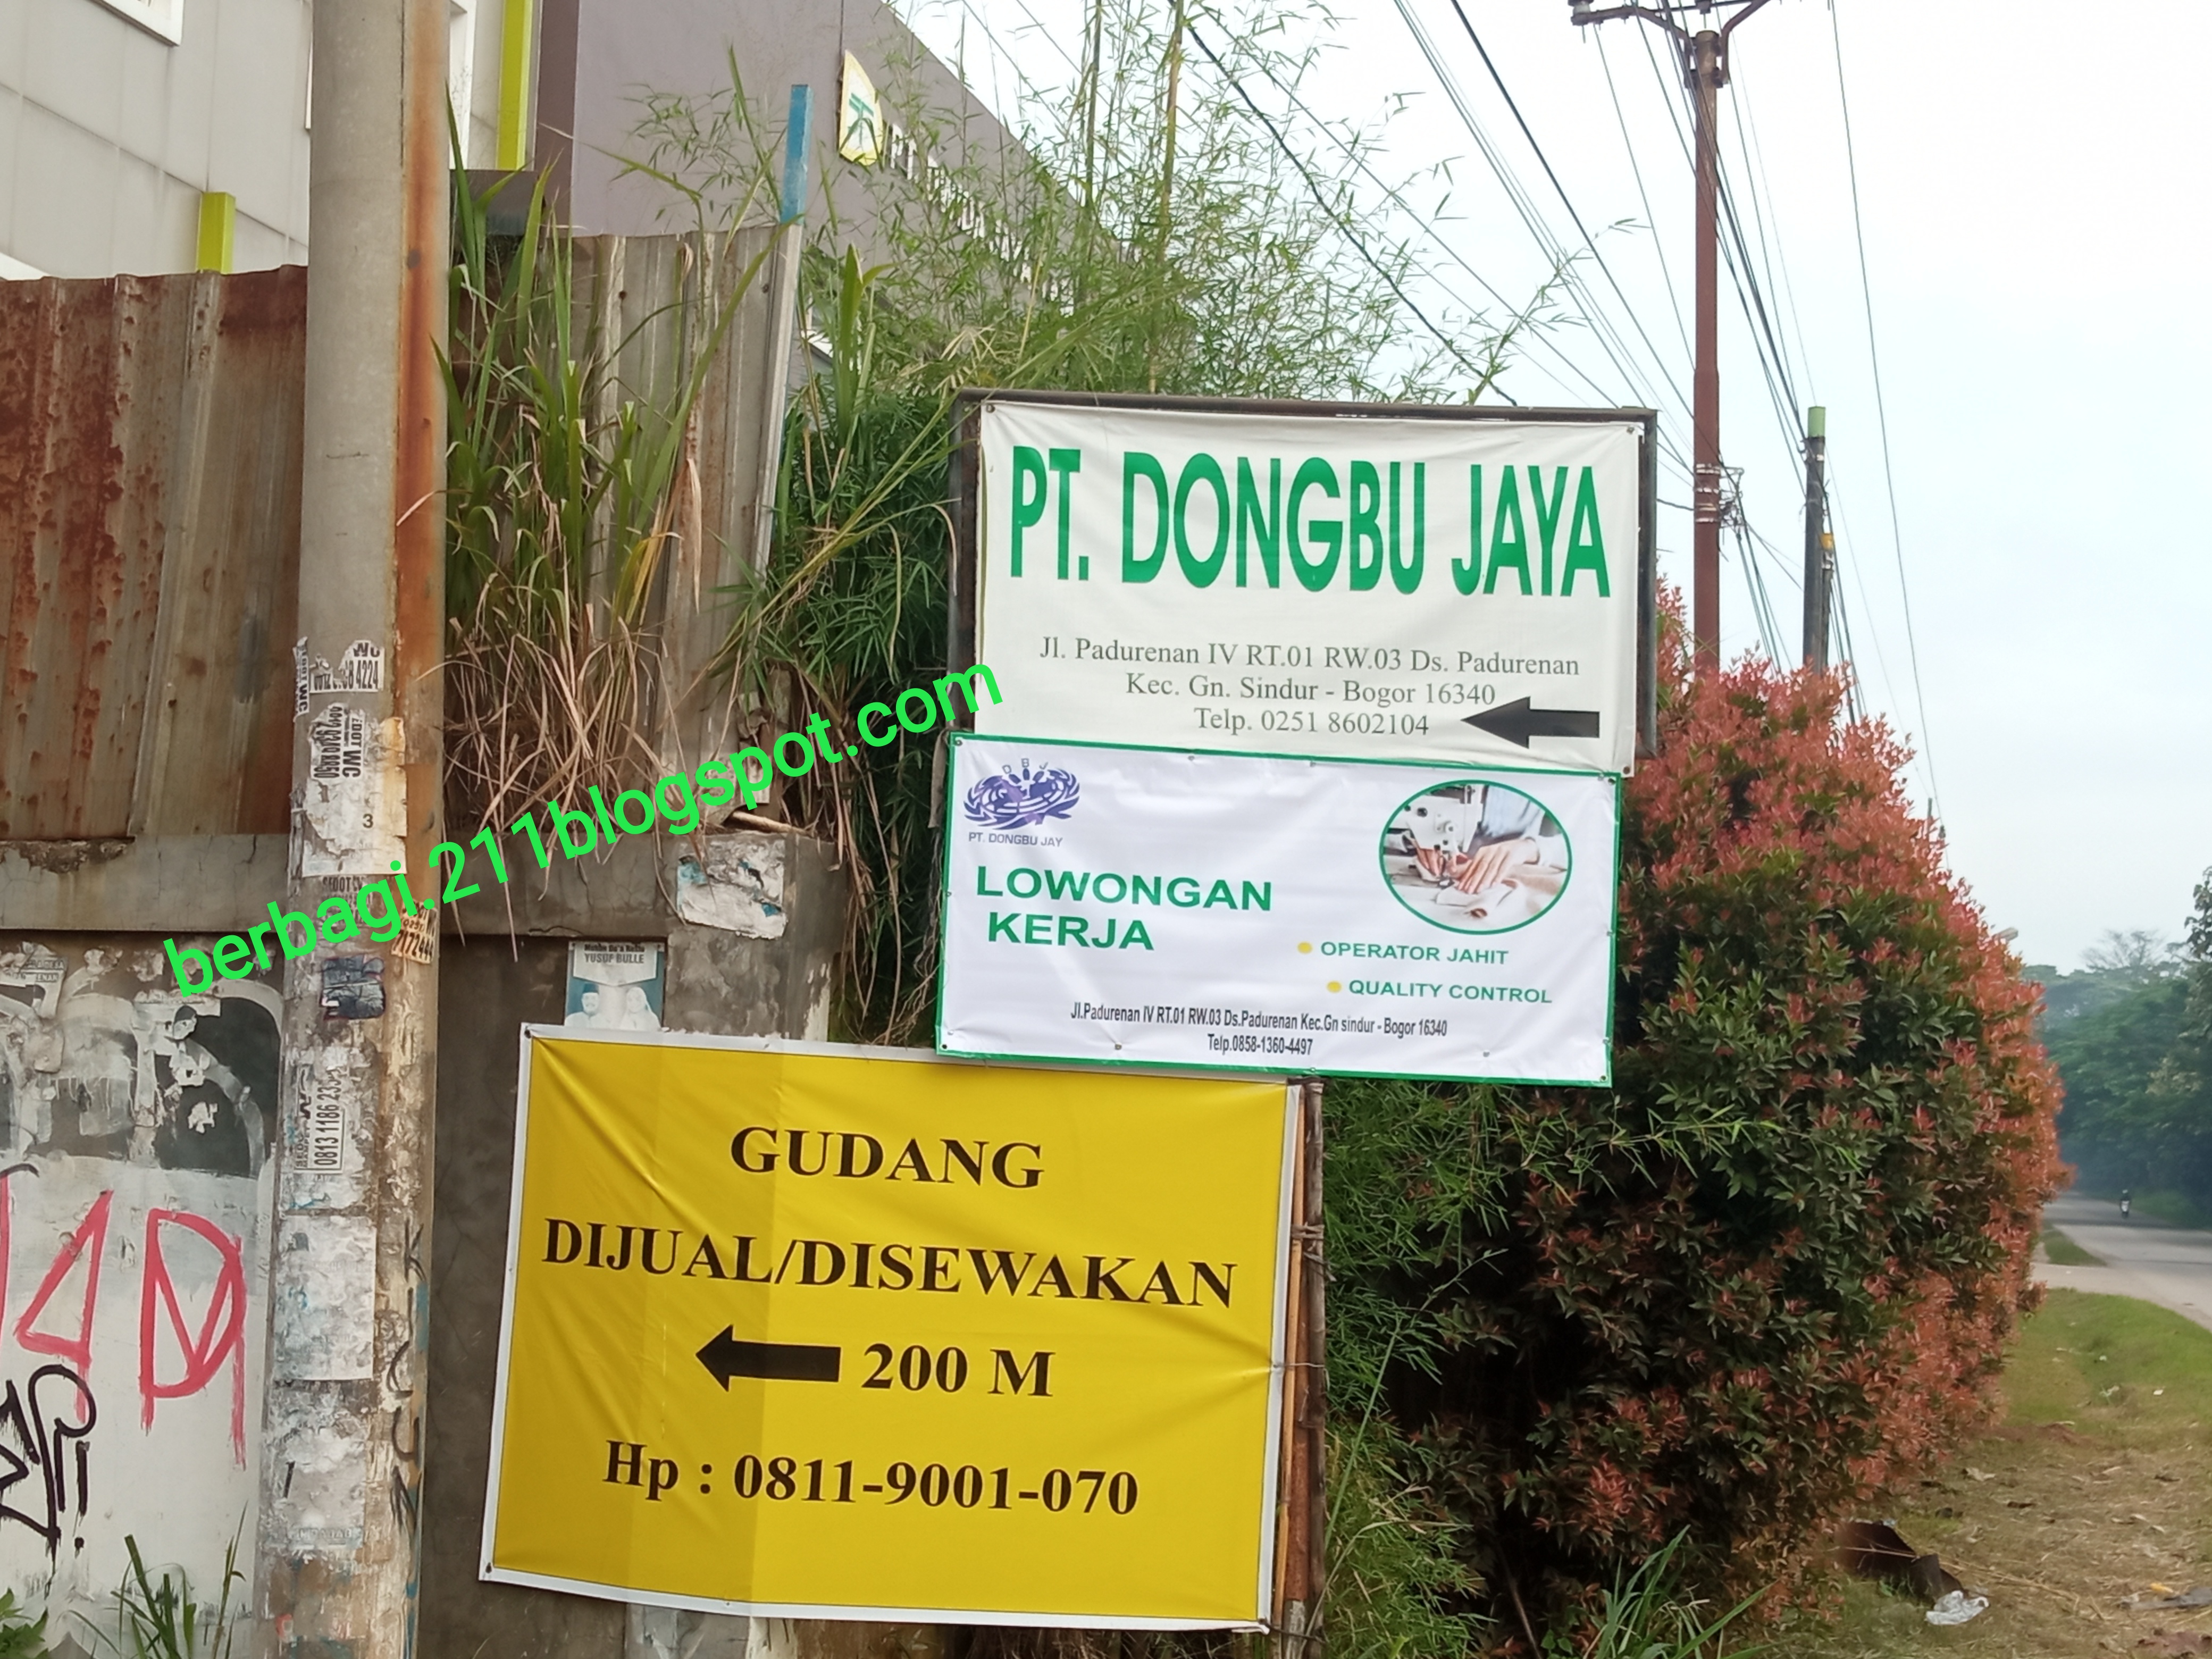 PT. DONGBU JAYA
Jl. Padurenan IV RT.01 RW.03 Ds. Padurenan
Kec. Gn. Sindur - Bogor 16340
Telp. 0251 8602104
DBJ
PT. DONGBU JAY
LOWONGAN
KERJA
OPERATOR JAHIT
QUALITY CONTROL
Jl.Padurenan IV RT.01 RW.03 Ds.Padurenan Kec.Gn sindur - Bogor 16340
Telp.0858-1360-4497
GUDANG
DIJUAL/DISEWAKAN
200 M
Hp : 0811-9001-070
berbagi.211blogspot.com
YUSUF BULLE
0813 1186